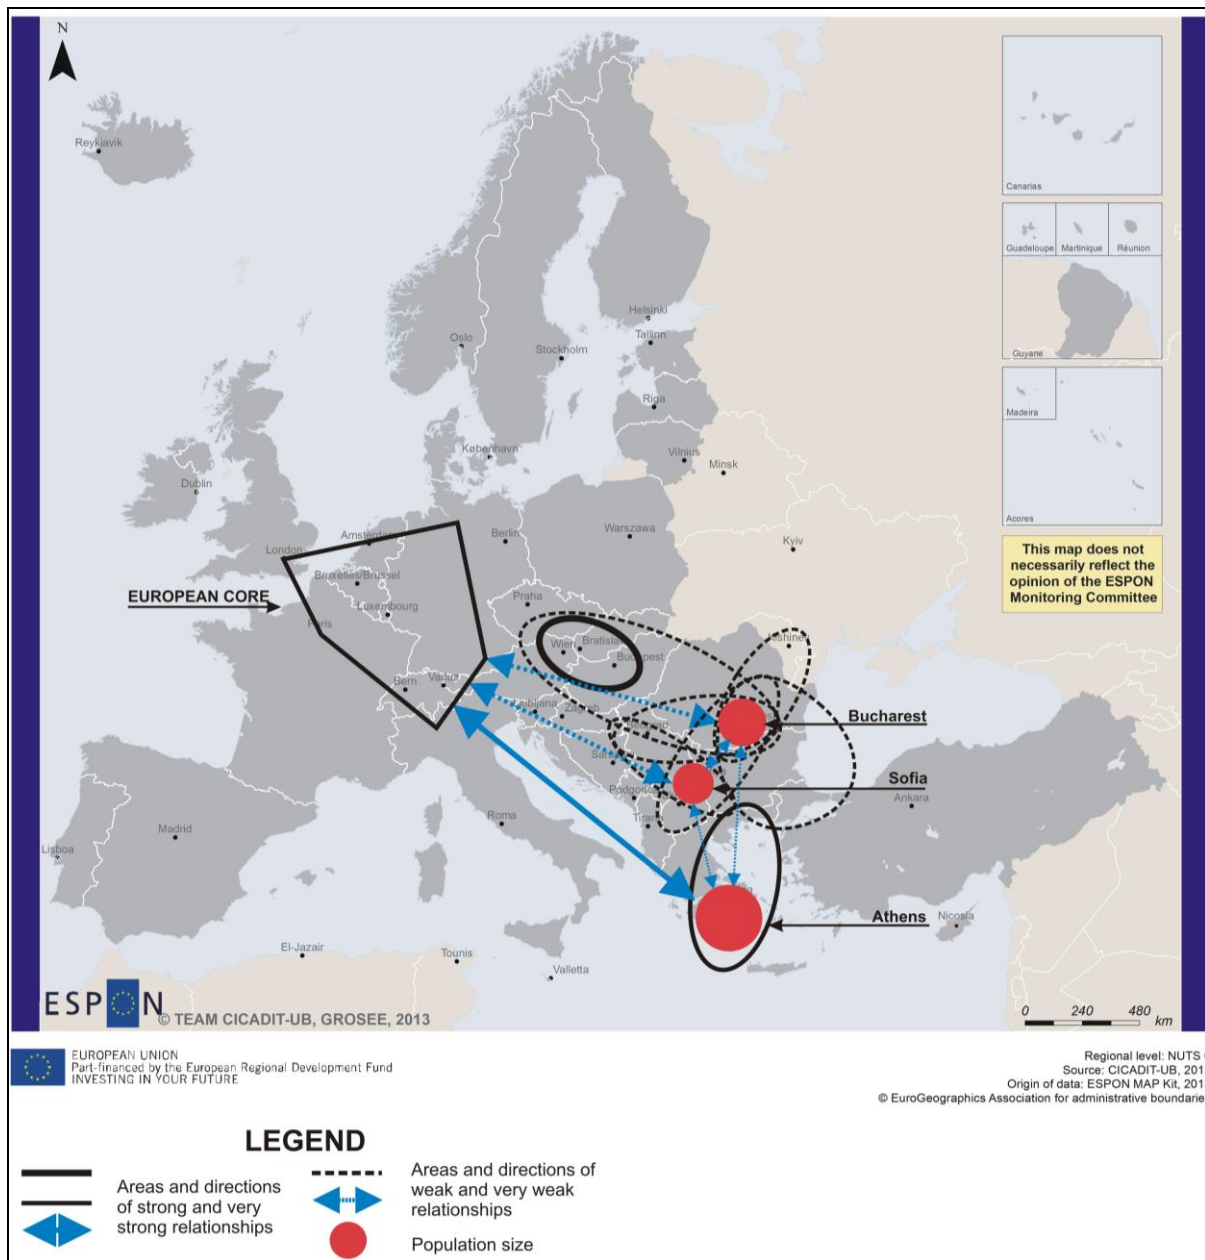 N
Reykjavik
Canarias
Guadeloupe
Martinique
Réunion
Guyane
Madeira
Acores
Helsinki
Tallinn
Oslo
Stockholm
Riga
København
Vilnius
Minsk
Dublin
Amsterdam
Berlin
Warszawa
Kyiv
London
Bruxelles/Brussel
This map does not
necessarily reflect the
opinion of the ESPON
Monitoring Committee
EUROPEAN CORE
Praha
Luxembourg
Paris
Wien
Bratislava
Kishinev
Budapest
Bern
Vaduz
Ljubljana
Zagreb
Bucharest
Sofia
Podgorica
Ankara
Tirana
Roma
Madrid
Lisboa
Athens
Nicosia
El-Jazair
Tounis
Valletta
ESPON
© TEAM CICADIT-UB, GROSEE, 2013
0 240 480
km
EUROPEAN UNION
Part-financed by the European Regional Development Fund
INVESTING IN YOUR FUTURE
Regional level: NUTS
Source: CICADIT-UB, 201
Origin of data: ESPON MAP Kit, 201
© EuroGeographics Association for administrative boundarie
LEGEND
Areas and directions
of strong and very
strong relationships
Areas and directions of
weak and very weak
relationships
Population size